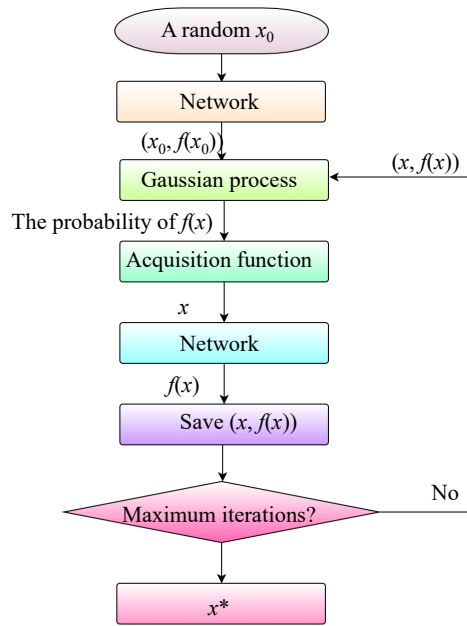 A random x₀
Network
(x₀, f(x₀))
(x, f(x))
Gaussian process
The probability of f(x)
Acquisition function
x
Network
f(x)
Save (x, f(x))
No
Maximum iterations?
x*